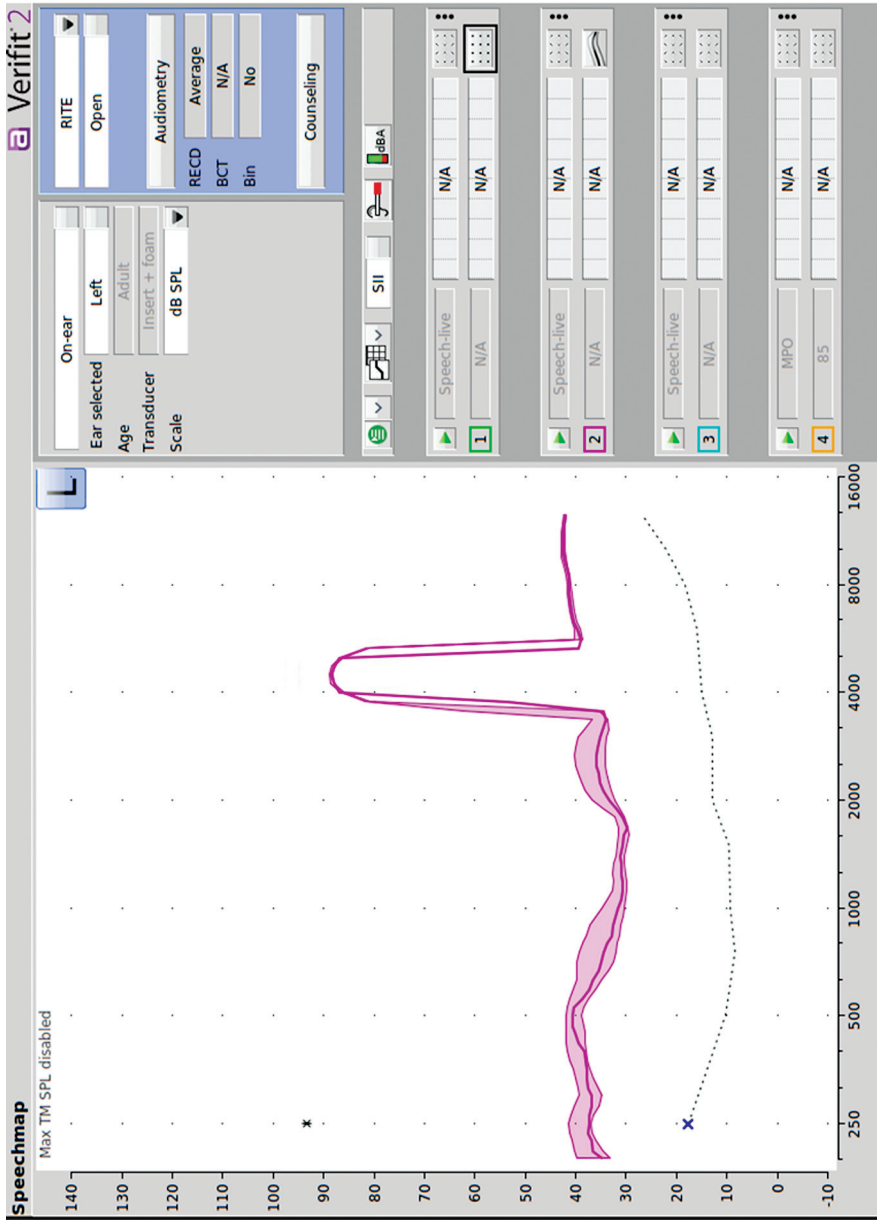 Speechmap
a Verifit 2
Max TM SPL disabled
L
140
130
120
110
100
90
80
70
60
50
40
30
20
10
0
-10
250
500
1000
2000
4000
8000
16000
On-ear
Ear selected Left
Age Adult
Transducer Insert + foam
Scale dB SPL
RITE
Open
Audiometry
RECD Average
BCT N/A
Bin No
Counseling
SII
dBA
Speech-live N/A
1 N/A N/A
Speech-live N/A
2 N/A N/A
Speech-live N/A
3 N/A N/A
MPO N/A
4 85 N/A